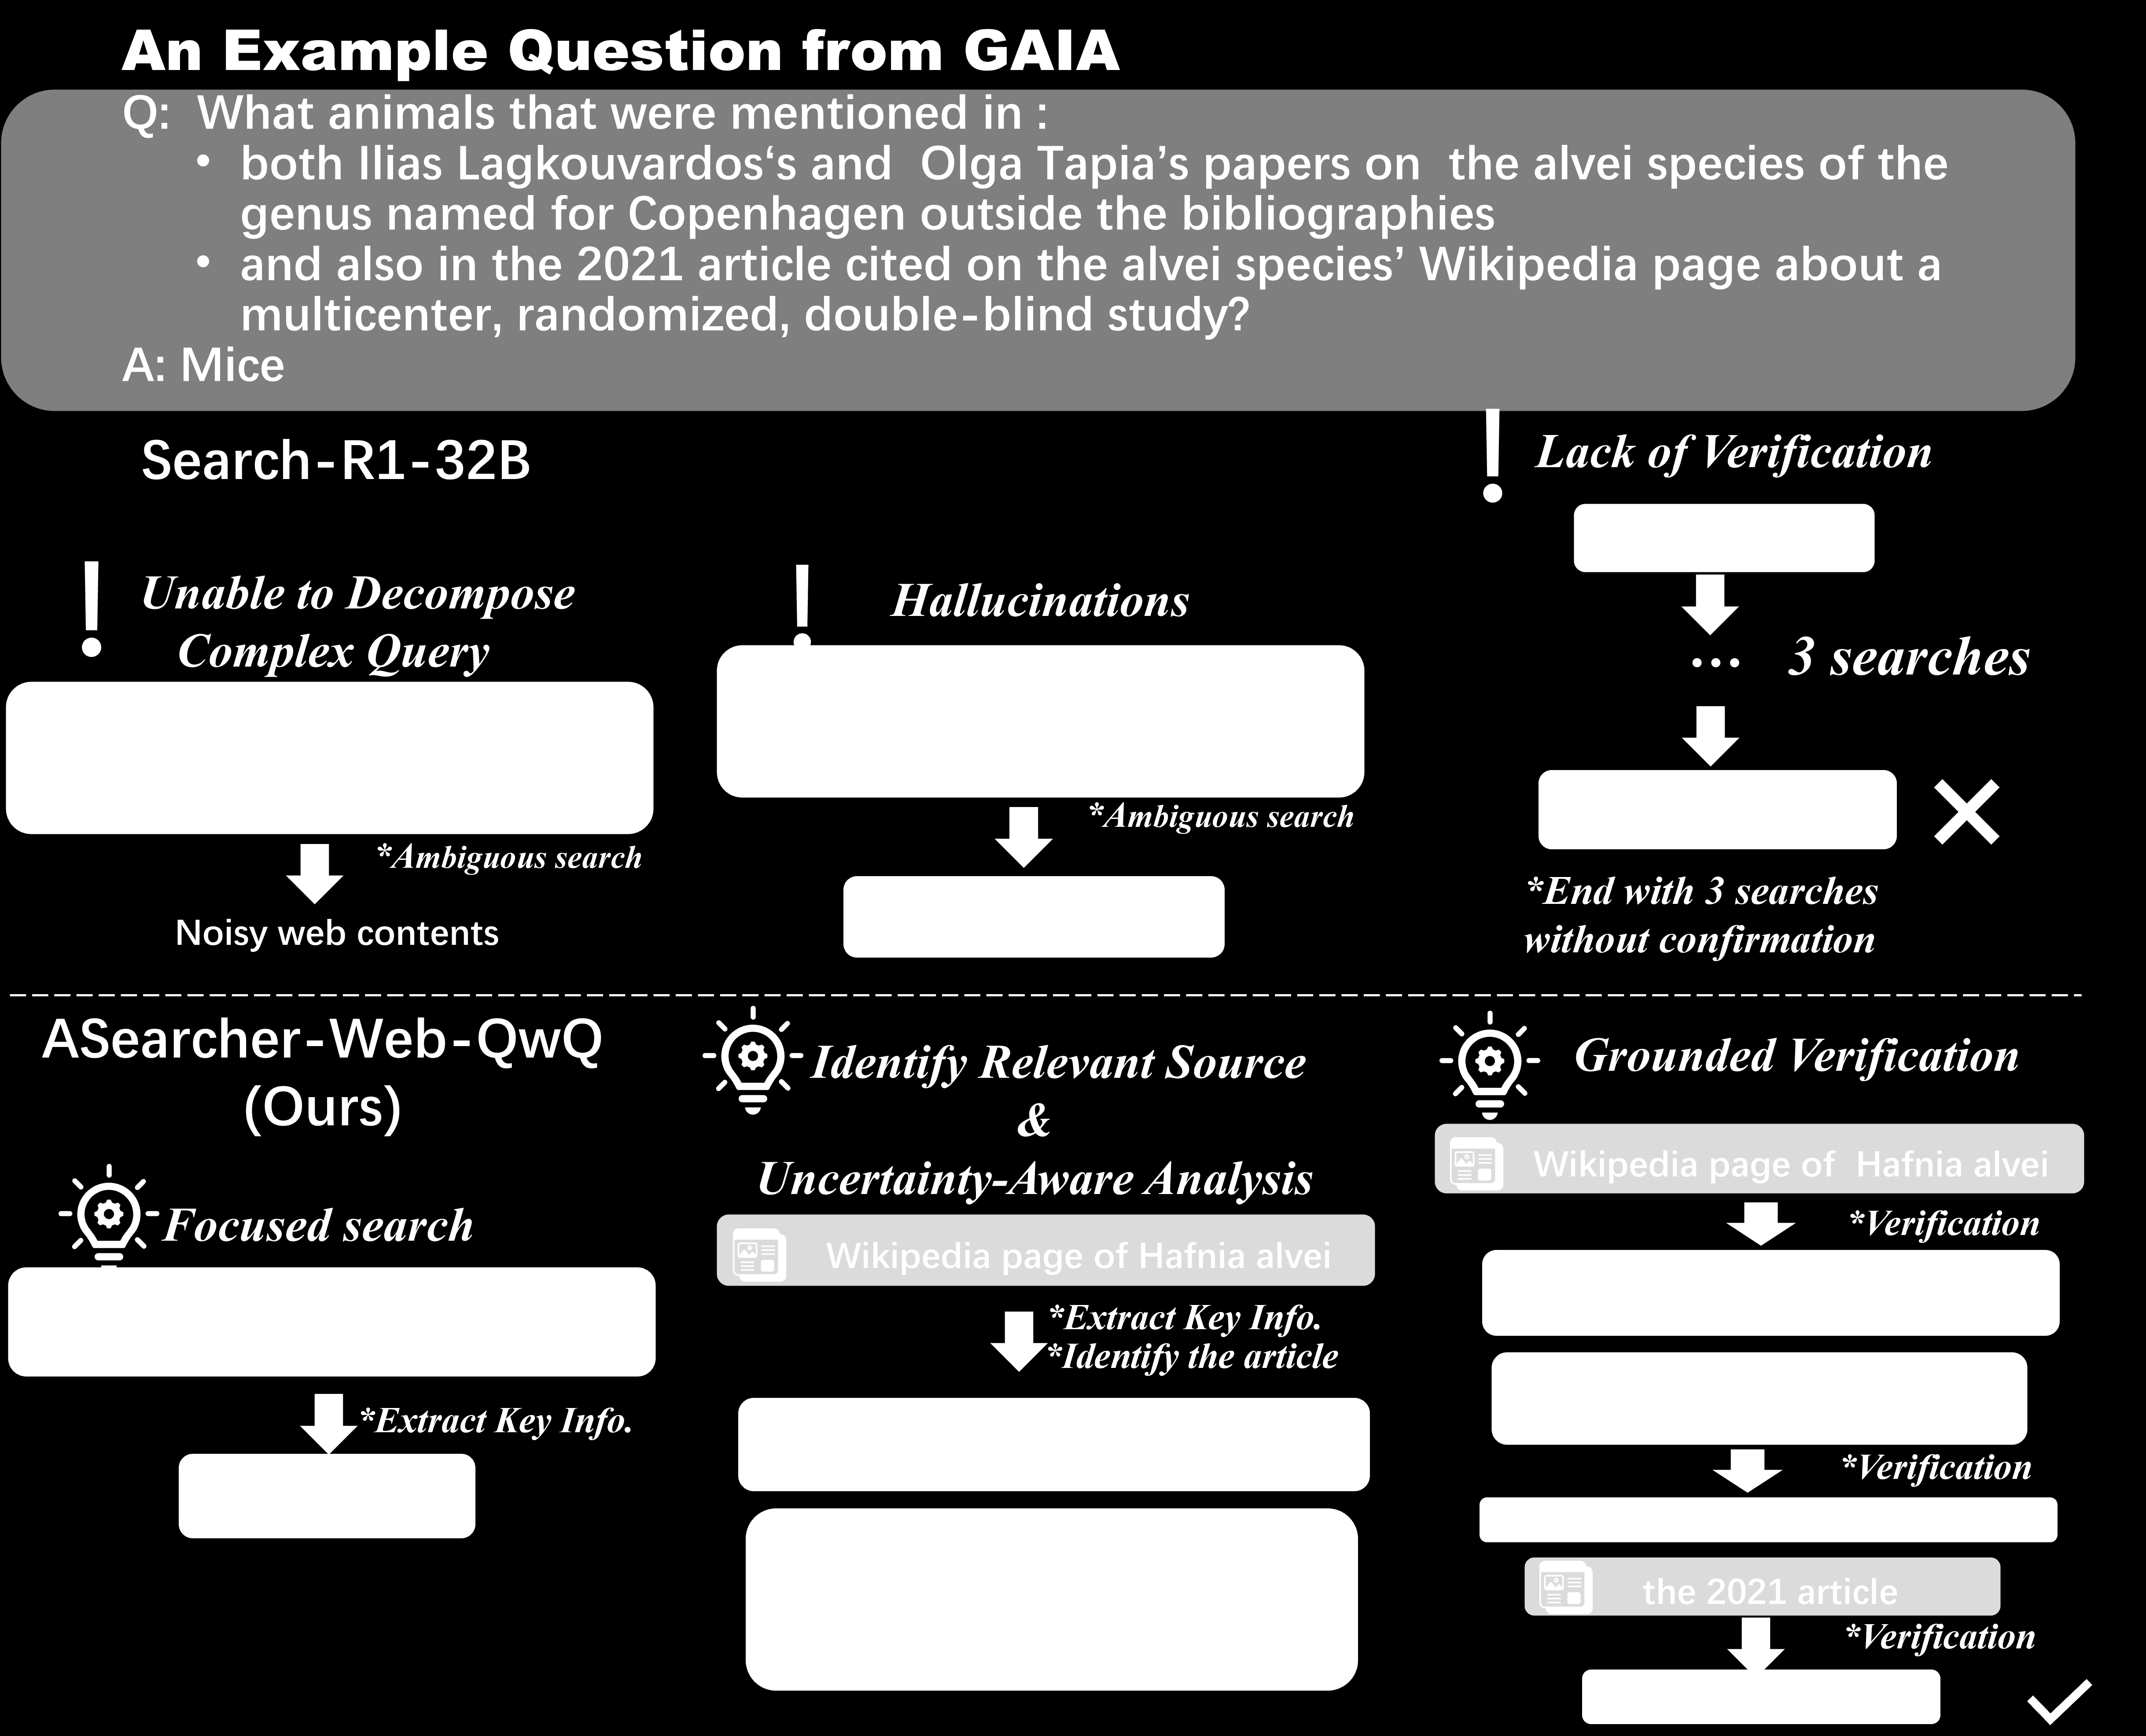 An Example Question from GAIA
Q: What animals that were mentioned in :
• both Ilias Lagkouvardos‘s and Olga Tapia’s papers on the alvei species of the
genus named for Copenhagen outside the bibliographies
• and also in the 2021 article cited on the alvei species’ Wikipedia page about a
multicenter, randomized, double-blind study?
A: Mice
Search-R1-32B
Unable to Decompose
Complex Query
*Ambiguous search
Noisy web contents
Hallucinations
*Ambiguous search
Lack of Verification
... 3 searches
*End with 3 searches
without confirmation
ASearcher-Web-QwQ
(Ours)
Focused search
*Extract Key Info.
Identify Relevant Source
&
Uncertainty-Aware Analysis
Wikipedia page of Hafnia alvei
*Extract Key Info.
*Identify the article
Grounded Verification
Wikipedia page of Hafnia alvei
*Verification
*Verification
the 2021 article
*Verification